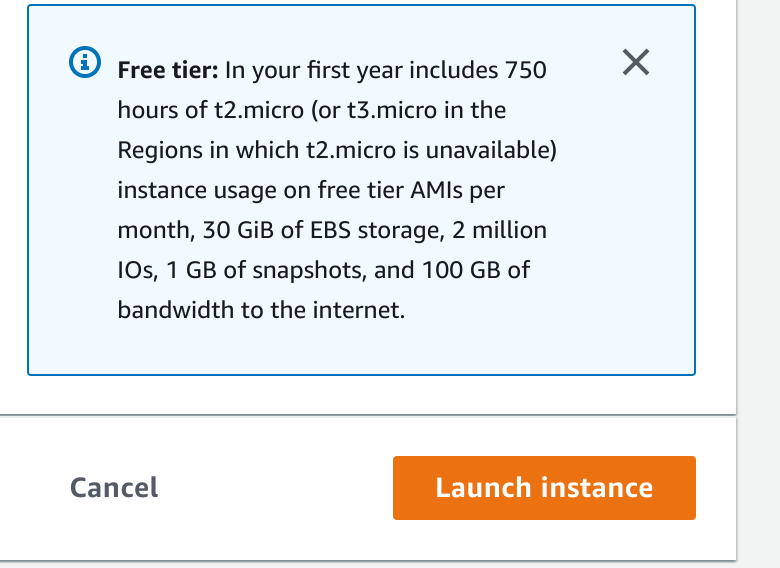 Free tier: In your first year includes 750
hours of t2.micro (or t3.micro in the
Regions in which t2.micro is unavailable)
instance usage on free tier AMIs per
month, 30 GiB of EBS storage, 2 million
IOs, 1 GB of snapshots, and 100 GB of
bandwidth to the internet.
Cancel
Launch instance